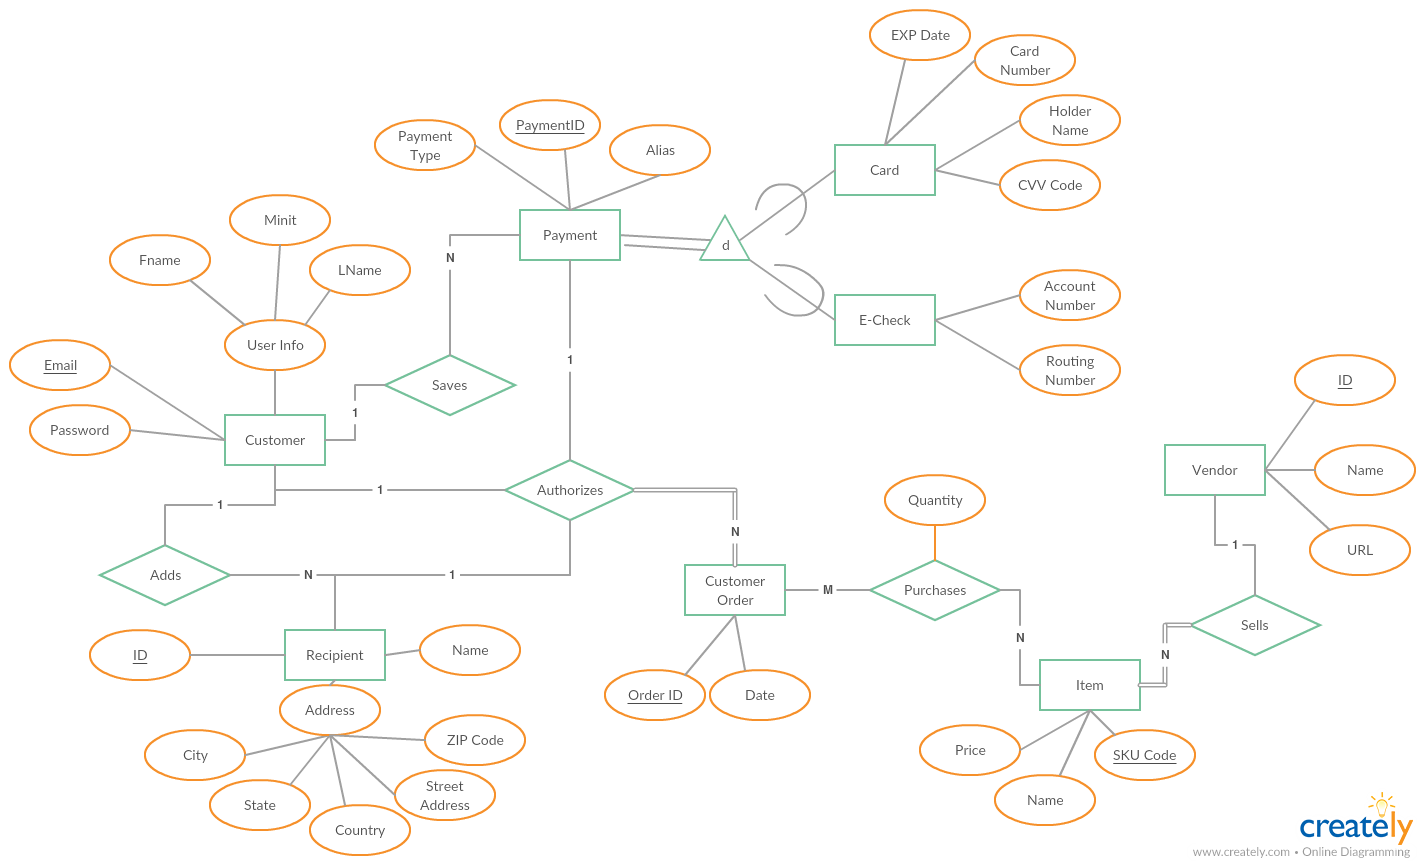 EXP Date
Card
Number
Holder
Name
CVV Code
Card
Payment
Type
PaymentID
Alias
Payment
d
E-Check
Account
Number
Routing
Number
Minit
Fname
LName
User Info
Email
Password
Customer
N
Saves
1
1
1
1
Authorizes
Adds
N
1
N
Customer
Order
M
Quantity
Purchases
N
Vendor
ID
Name
URL
1
Sells
N
Item
Price
Name
SKU Code
Order ID
Date
ID
Recipient
Name
Address
City
State
Country
Street
Address
ZIP Code
creately
www.creately.com • Online Diagramming